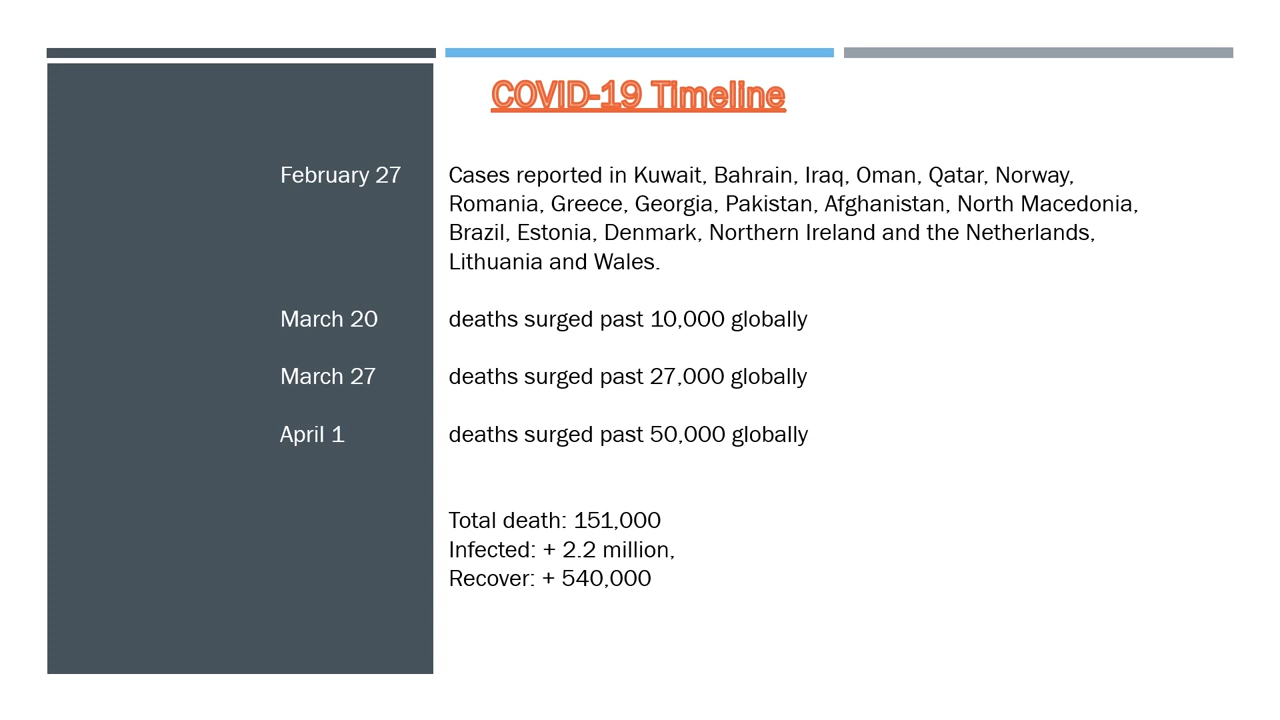 COVID-19 Timeline
February 27
Cases reported in Kuwait, Bahrain, Iraq, Oman, Qatar, Norway,
Romania, Greece, Georgia, Pakistan, Afghanistan, North Macedonia,
Brazil, Estonia, Denmark, Northern Ireland and the Netherlands,
Lithuania and Wales.
March 20
deaths surged past 10,000 globally
March 27
deaths surged past 27,000 globally
April 1
deaths surged past 50,000 globally
Total death: 151,000
Infected: + 2.2 million,
Recover: + 540,000